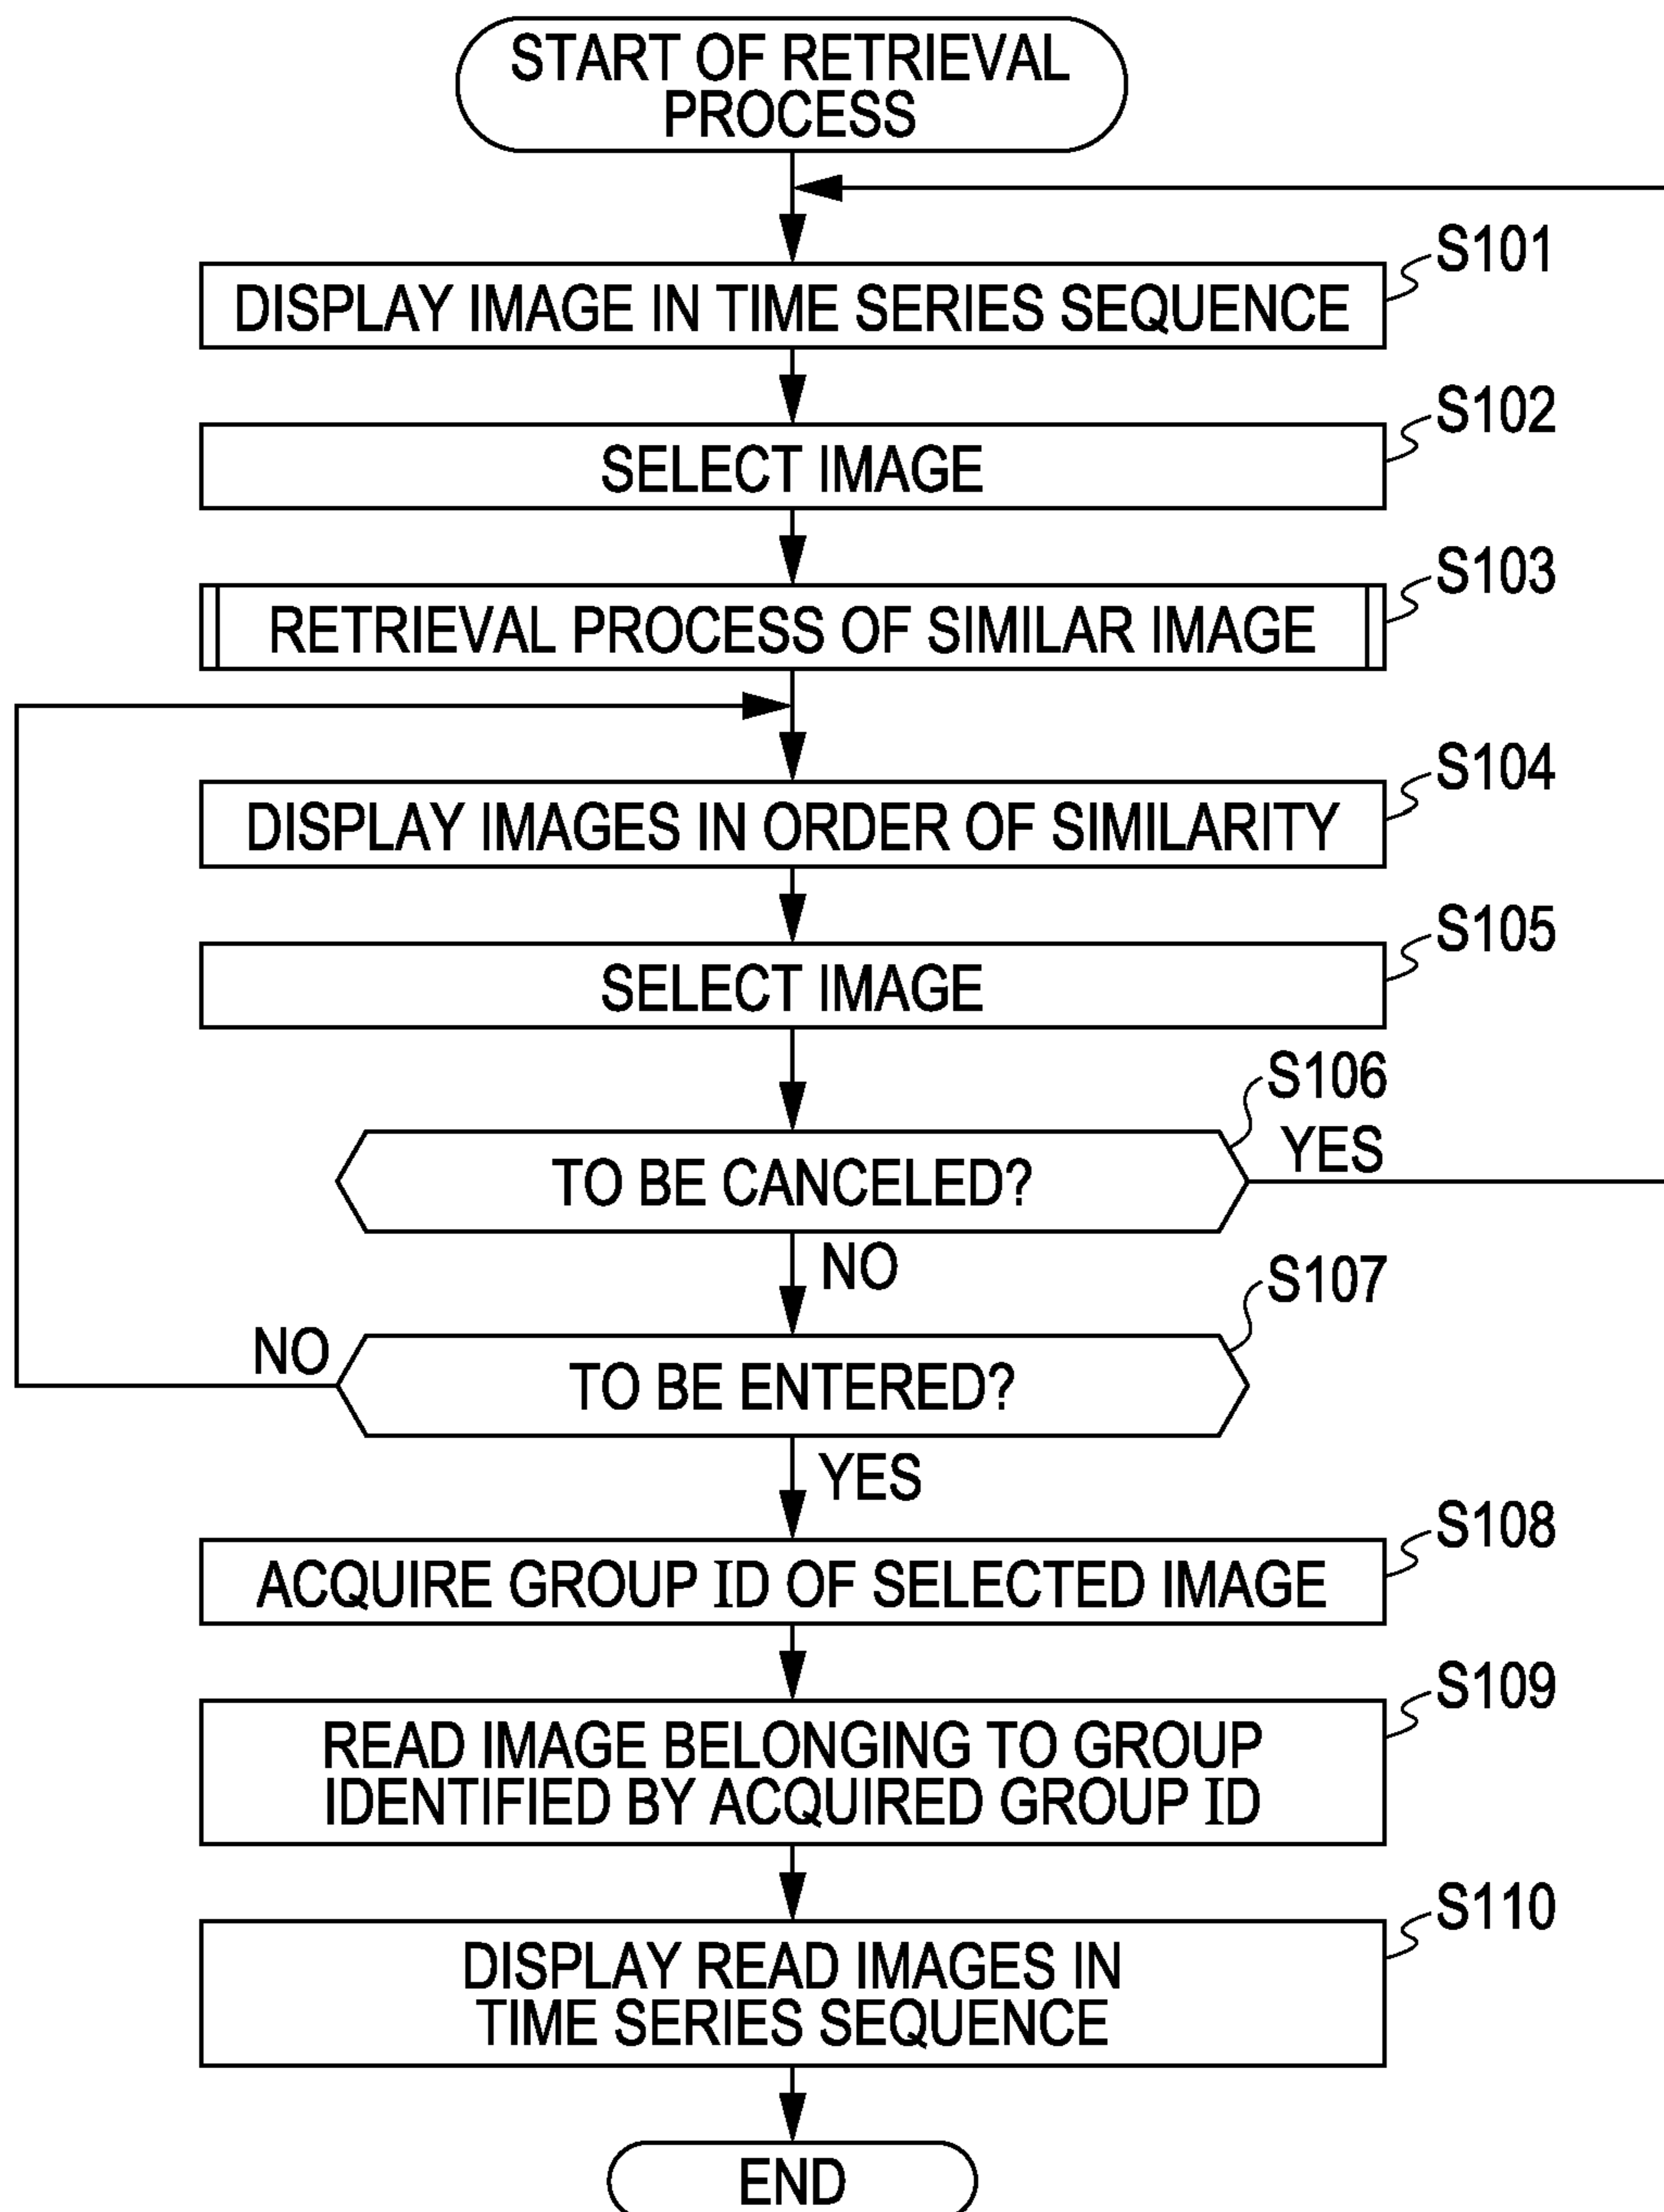 START OF RETRIEVAL
PROCESS
S101
DISPLAY IMAGE IN TIME SERIES SEQUENCE
S102
SELECT IMAGE
S103
RETRIEVAL PROCESS OF SIMILAR IMAGE
S104
DISPLAY IMAGES IN ORDER OF SIMILARITY
S105
SELECT IMAGE
S106
YES
TO BE CANCELED?
NO
S107
NO
TO BE ENTERED?
YES
S108
ACQUIRE GROUP ID OF SELECTED IMAGE
S109
READ IMAGE BELONGING TO GROUP
IDENTIFIED BY ACQUIRED GROUP ID
S110
DISPLAY READ IMAGES IN
TIME SERIES SEQUENCE
END